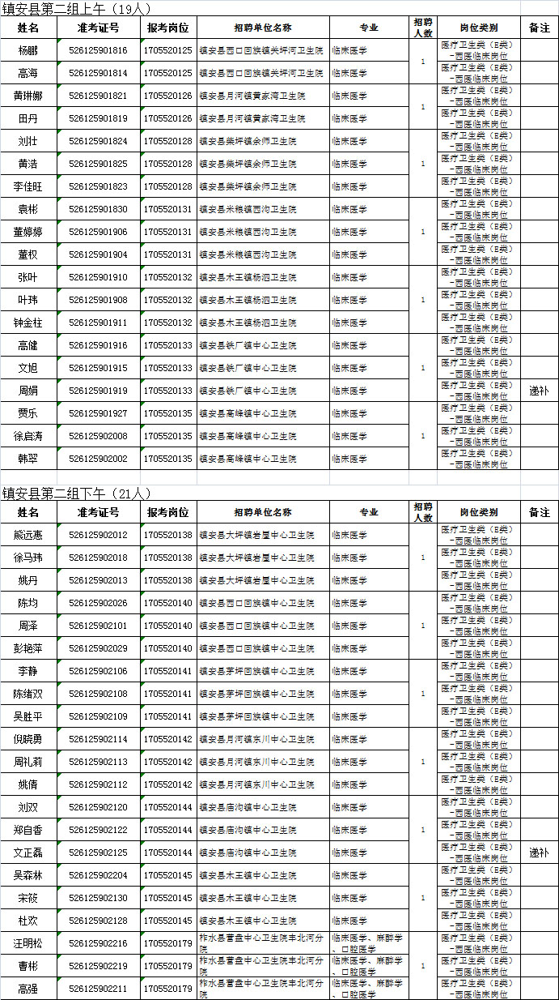 镇安县第二组上午（19人）
姓名 准考证号 报考岗位 招聘单位名称 专业 招聘人数 岗位类别 备注
杨鹏 526125901816 1705520125 镇安县西口回族镇关坪河卫生院 临床医学 1 医疗卫生类（E类）-西医临床岗位
高海 526125901814 1705520125 镇安县西口回族镇关坪河卫生院 临床医学 医疗卫生类（E类）-西医临床岗位
黄琳娜 526125901821 1705520126 镇安县月河镇黄家湾卫生院 临床医学 1 医疗卫生类（E类）-西医临床岗位
田丹 526125901819 1705520126 镇安县月河镇黄家湾卫生院 临床医学 医疗卫生类（E类）-西医临床岗位
刘壮 526125901824 1705520128 镇安县柴坪镇余师卫生院 临床医学 医疗卫生类（E类）-西医临床岗位
黄浩 526125901825 1705520128 镇安县柴坪镇余师卫生院 临床医学 1 医疗卫生类（E类）-西医临床岗位
李佳旺 526125901823 1705520128 镇安县柴坪镇余师卫生院 临床医学 医疗卫生类（E类）-西医临床岗位
袁彬 526125901830 1705520131 镇安县米粮镇西沟卫生院 临床医学 医疗卫生类（E类）-西医临床岗位
董婷婷 526125901906 1705520131 镇安县米粮镇西沟卫生院 临床医学 1 医疗卫生类（E类）-西医临床岗位
董权 526125901904 1705520131 镇安县米粮镇西沟卫生院 临床医学 医疗卫生类（E类）-西医临床岗位
张叶 526125901910 1705520132 镇安县木王镇杨泗卫生院 临床医学 医疗卫生类（E类）-西医临床岗位
叶玮 526125901908 1705520132 镇安县木王镇杨泗卫生院 临床医学 1 医疗卫生类（E类）-西医临床岗位
钟金柱 526125901911 1705520132 镇安县木王镇杨泗卫生院 临床医学 医疗卫生类（E类）-西医临床岗位
高健 526125901916 1705520133 镇安县铁厂镇中心卫生院 临床医学 医疗卫生类（E类）-西医临床岗位
文旭 526125901915 1705520133 镇安县铁厂镇中心卫生院 临床医学 1 医疗卫生类（E类）-西医临床岗位
周娟 526125901919 1705520133 镇安县铁厂镇中心卫生院 临床医学 医疗卫生类（E类）-西医临床岗位 递补
贾乐 526125901927 1705520135 镇安县高峰镇中心卫生院 临床医学 医疗卫生类（E类）-西医临床岗位
徐启涛 526125902008 1705520135 镇安县高峰镇中心卫生院 临床医学 1 医疗卫生类（E类）-西医临床岗位
韩翠 526125902002 1705520135 镇安县高峰镇中心卫生院 临床医学 医疗卫生类（E类）-西医临床岗位
镇安县第二组下午（21人）
姓名 准考证号 报考岗位 招聘单位名称 专业 招聘人数 岗位类别 备注
熊远惠 526125902012 1705520138 镇安县大坪镇岩屋中心卫生院 临床医学 医疗卫生类（E类）-西医临床岗位
徐马玮 526125902018 1705520138 镇安县大坪镇岩屋中心卫生院 临床医学 1 医疗卫生类（E类）-西医临床岗位
姚丹 526125902013 1705520138 镇安县大坪镇岩屋中心卫生院 临床医学 医疗卫生类（E类）-西医临床岗位
陈均 526125902026 1705520140 镇安县西口回族镇中心卫生院 临床医学 医疗卫生类（E类）-西医临床岗位
周泽 526125902101 1705520140 镇安县西口回族镇中心卫生院 临床医学 1 医疗卫生类（E类）-西医临床岗位
彭艳萍 526125902029 1705520140 镇安县西口回族镇中心卫生院 临床医学 医疗卫生类（E类）-西医临床岗位
李静 526125902106 1705520141 镇安县茅坪回族镇中心卫生院 临床医学 医疗卫生类（E类）-西医临床岗位
陈绪双 526125902108 1705520141 镇安县茅坪回族镇中心卫生院 临床医学 1 医疗卫生类（E类）-西医临床岗位
吴胜平 526125902109 1705520141 镇安县茅坪回族镇中心卫生院 临床医学 医疗卫生类（E类）-西医临床岗位
倪晓勇 526125902114 1705520142 镇安县月河镇东川中心卫生院 临床医学 医疗卫生类（E类）-西医临床岗位
周礼莉 526125902113 1705520142 镇安县月河镇东川中心卫生院 临床医学 1 医疗卫生类（E类）-西医临床岗位
姚倩 526125902112 1705520142 镇安县月河镇东川中心卫生院 临床医学 医疗卫生类（E类）-西医临床岗位
刘双 526125902120 1705520144 镇安县庙沟镇中心卫生院 临床医学 医疗卫生类（E类）-西医临床岗位
郑自香 526125902122 1705520144 镇安县庙沟镇中心卫生院 临床医学 1 医疗卫生类（E类）-西医临床岗位
文正磊 526125902125 1705520144 镇安县庙沟镇中心卫生院 临床医学 医疗卫生类（E类）-西医临床岗位 递补
吴森林 526125902204 1705520145 镇安县木王镇中心卫生院 临床医学 医疗卫生类（E类）-西医临床岗位
宋筱 526125902130 1705520145 镇安县木王镇中心卫生院 临床医学 1 医疗卫生类（E类）-西医临床岗位
杜欢 526125902128 1705520145 镇安县木王镇中心卫生院 临床医学 医疗卫生类（E类）-西医临床岗位
汪明松 526125902216 1705520179 柞水县营盘中心卫生院丰北河分院 临床医学、麻醉学、口腔医学 医疗卫生类（E类）-西医临床岗位
曹彬 526125902219 1705520179 柞水县营盘中心卫生院丰北河分院 临床医学、麻醉学、口腔医学 1 医疗卫生类（E类）-西医临床岗位
高强 526125902211 1705520179 柞水县营盘中心卫生院丰北河分院 临床医学、麻醉学、口腔医学 医疗卫生类（E类）-西医临床岗位